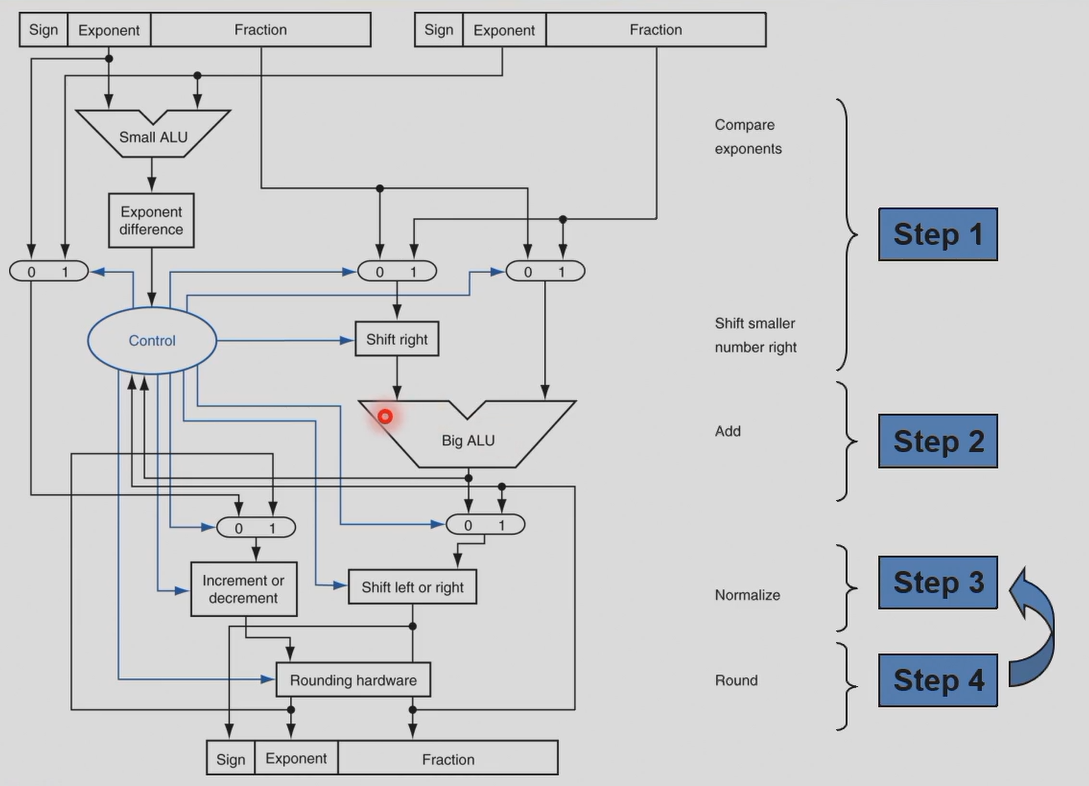 Sign Exponent Fraction
Sign Exponent Fraction
Small ALU
Compare
exponents
Exponent
difference
Step 1
0 1
0 1
0 1
Control
Shift right
Shift smaller
number right
Big ALU
Add
Step 2
0 1
0 1
Increment or
decrement
Shift left or right
Normalize
Step 3
Rounding hardware
Round
Step 4
Sign Exponent Fraction